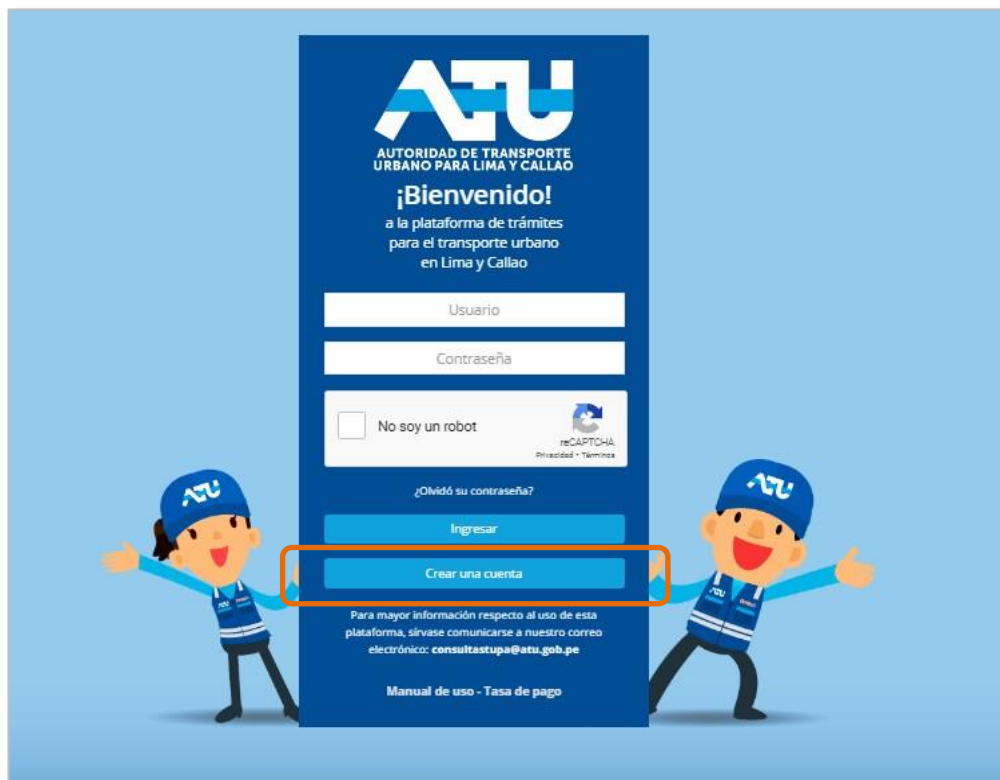 ATU
AUTORIDAD DE TRANSPORTE
URBANO PARA LIMA Y CALLAO
¡Bienvenido!
a la plataforma de trámites
para el transporte urbano
en Lima y Callao
Usuario
Contraseña
No soy un robot
reCAPTCHA
Privacidad - Términos
¿Olvidó su contraseña?
ATU
ATU
Ingresar
Crear una cuenta
ATU
Para mayor información respecto al uso de esta
plataforma, sírvase comunicarse a nuestro correo
electrónico: consultastupa@atu.gob.pe
Manual de uso - Tasa de pago